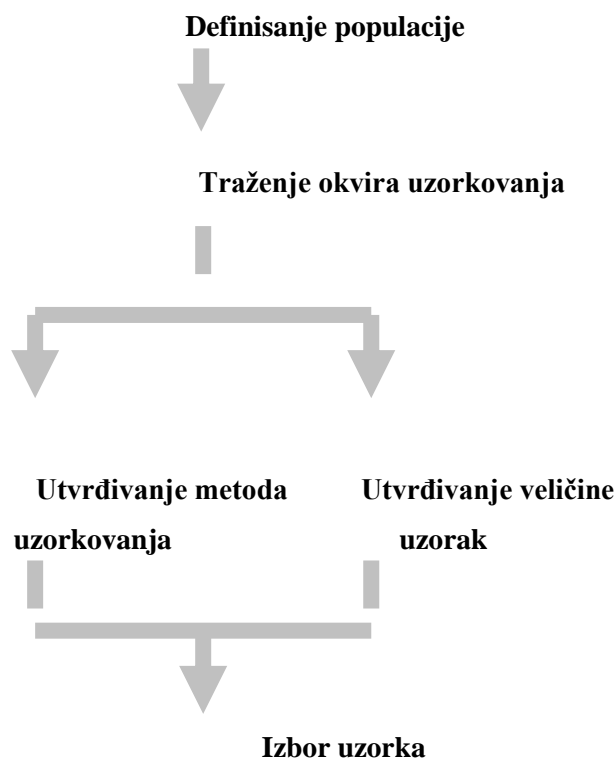 Definisanje populacije
Traženje okvira uzorkovanja
Utvrđivanje metoda
uzorkovanja
Utvrđivanje veličine
uzorak
Izbor uzorka